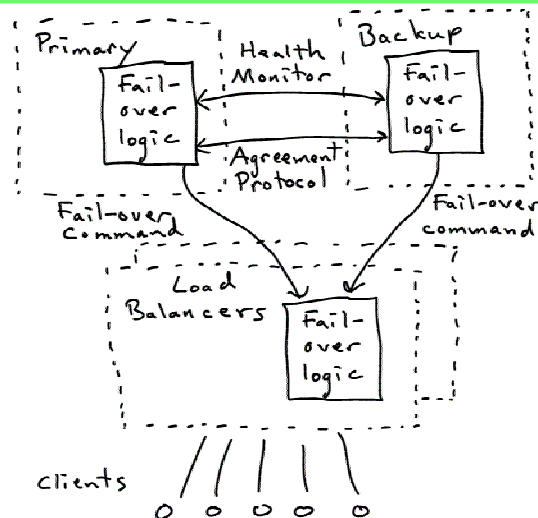 Primary
Fail-
over
logic
Health
Monitor
Agreement
Protocol
Backup
Fail-
over
logic
Fail-over
command
Fail-over
command
Load
Balancers
Fail-
over
logic
clients